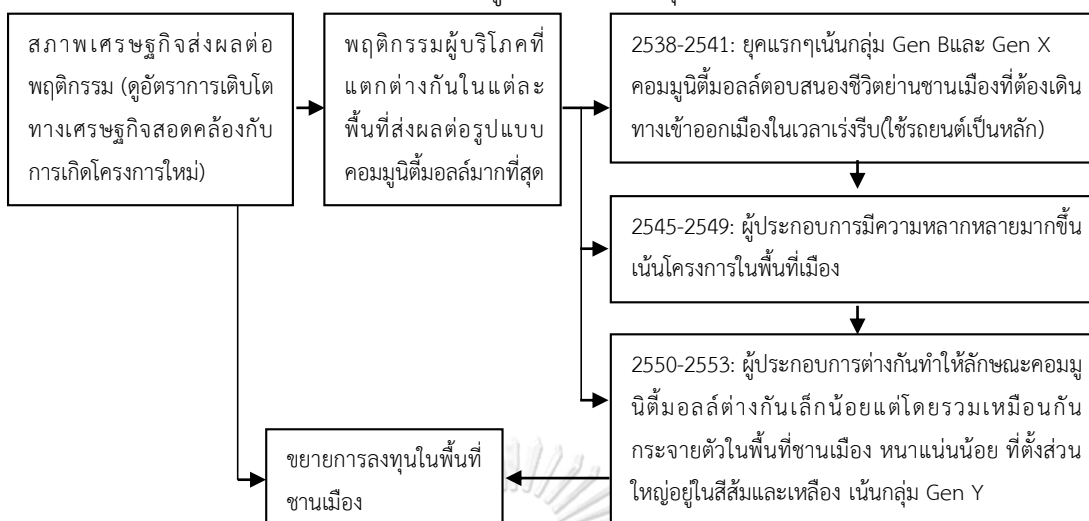 สภาพเศรษฐกิจส่งผลต่อ
พฤติกรรม (ดูอัตราการเติบโต
ทางเศรษฐกิจสอดคล้องกับ
การเกิดโครงการใหม่)
พฤติกรรมผู้บริโภคที่
แตกต่างกันในแต่ละ
พื้นที่ส่งผลต่อรูปแบบ
คอมมูนิตี้มอลล์มากที่สุด
2538-2541: ยุคแรกๆเน้นกลุ่ม Gen Bและ Gen X
คอมมูนิตี้มอลล์ตอบสนองชีวิตย่านชานเมืองที่ต้องเดิน
ทางเข้าออกเมืองในเวลาเร่งรีบ(ใช้รถยนต์เป็นหลัก)
2545-2549: ผู้ประกอบการมีความหลากหลายมากขึ้น
เน้นโครงการในพื้นที่เมือง
2550-2553: ผู้ประกอบการต่างกันทำให้ลักษณะคอมมู
นิตี้มอลล์ต่างกันเล็กน้อยแต่โดยรวมเหมือนกัน
กระจายตัวในพื้นที่ชานเมือง หนาแน่นน้อย ที่ตั้งส่วน
ใหญ่อยู่ในสีส้มและเหลือง เน้นกลุ่ม Gen Y
ขยายการลงทุนในพื้นที่
ชานเมือง